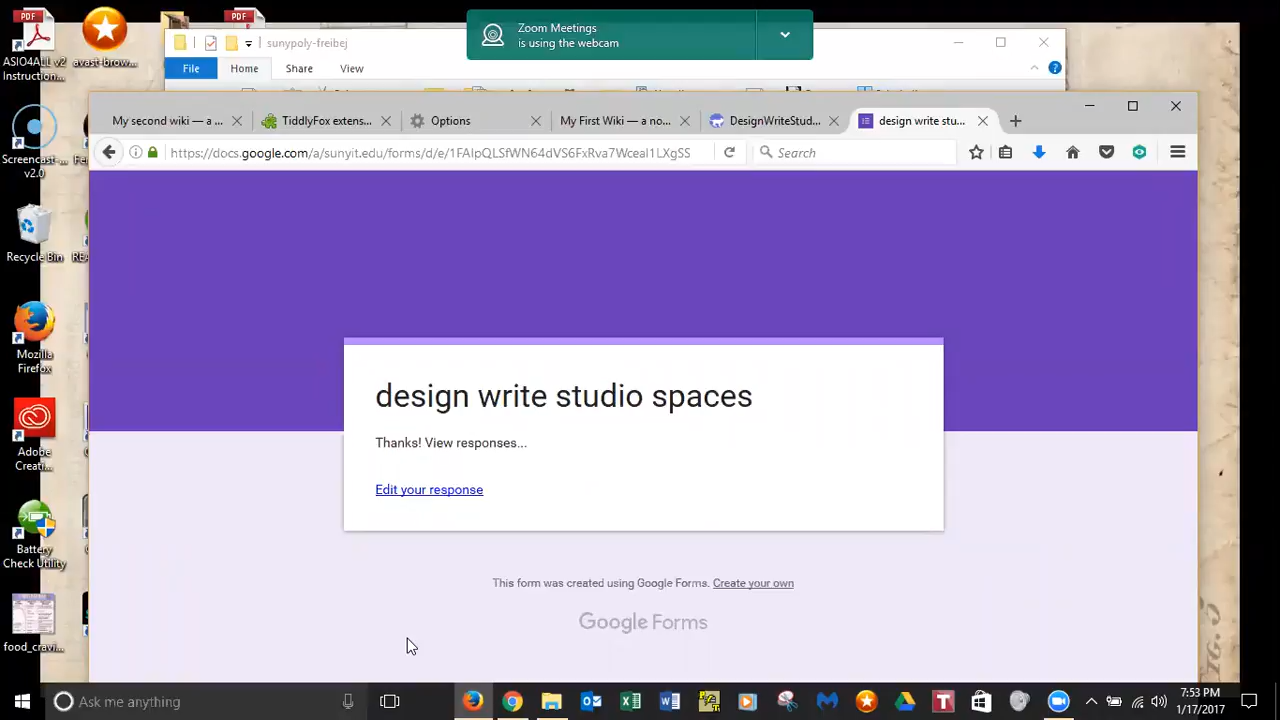 Zoom Meetings
is using the webcam
sunypoly-freibej
File Home Share View
ASIO4ALL v2
Instruction...
avast-brow...
My second wiki — a ...
TiddlyFox extens...
Options
My First Wiki — a no...
DesignWriteStud...
design write stu...
https://docs.google.com/a/sunyit.edu/forms/d/e/1FAIpQLSfWN64dVS6FxRva7Wceal1LXgSS
Search
Screencast-...
v2.0
Recycle Bin
Mozilla
Firefox
Adobe
Creati...
Battery
Check Utility
food_cravi...
design write studio spaces
Thanks! View responses...
Edit your response
This form was created using Google Forms. Create your own
Google Forms
Ask me anything
7:53 PM
1/17/2017